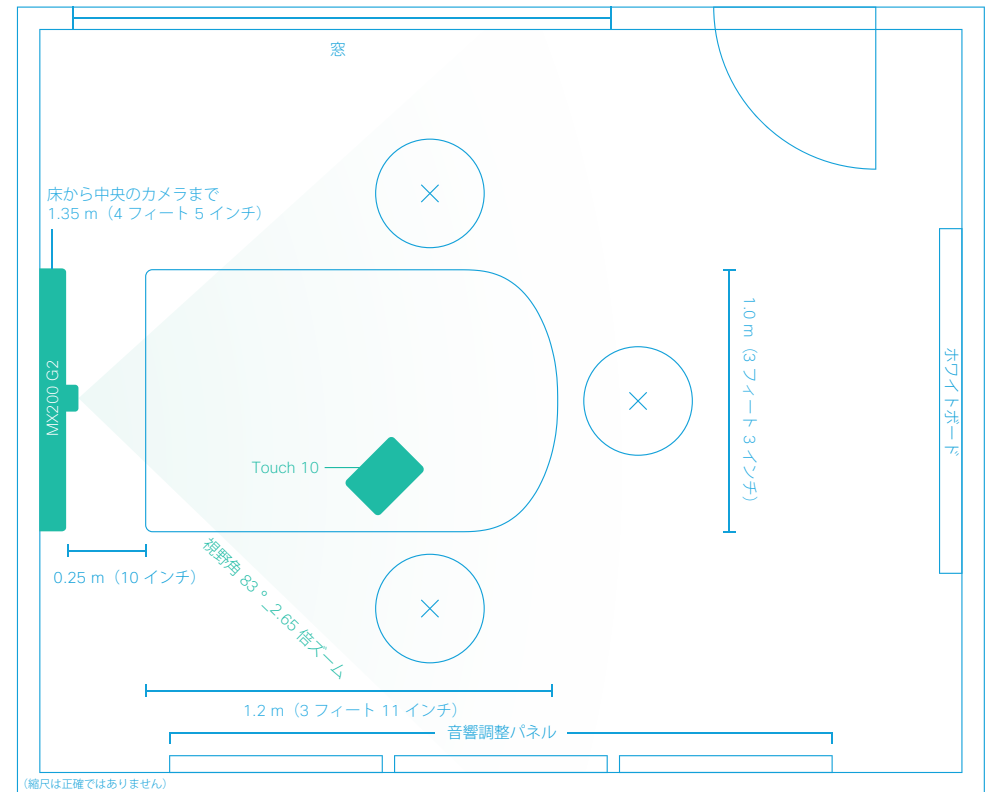 窓
床から中央のカメラまで
1.35 m（4 フィート 5 インチ）
MX200 G2
1.0 m（3 フィート 3 インチ）
ホワイトボード
Touch 10
0.25 m（10 インチ）
視野角 83 °_2.65 倍ズーム
1.2 m（3 フィート 11 インチ）
音響調整パネル
（縮尺は正確ではありません）